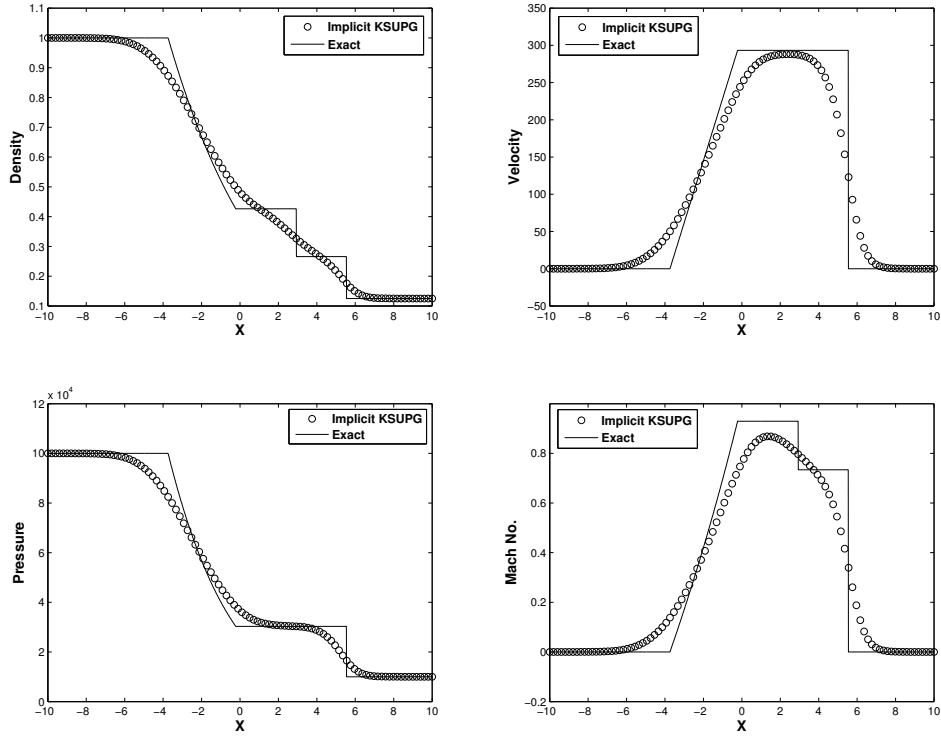 1.1
1
0.9
0.8
0.7
0.6
0.5
0.4
0.3
0.2
0.1
Density
−10 −8 −6 −4 −2 0 2 4 6 8 10
X
Implicit KSUPG
Exact
350
300
250
200
150
100
50
0
−50
Velocity
−10 −8 −6 −4 −2 0 2 4 6 8 10
X
Implicit KSUPG
Exact
x 10⁴
12
10
8
6
4
2
0
Pressure
−10 −8 −6 −4 −2 0 2 4 6 8 10
X
Implicit KSUPG
Exact
0.8
0.6
0.4
0.2
0
−0.2
Mach No.
−10 −8 −6 −4 −2 0 2 4 6 8 10
X
Implicit KSUPG
Exact